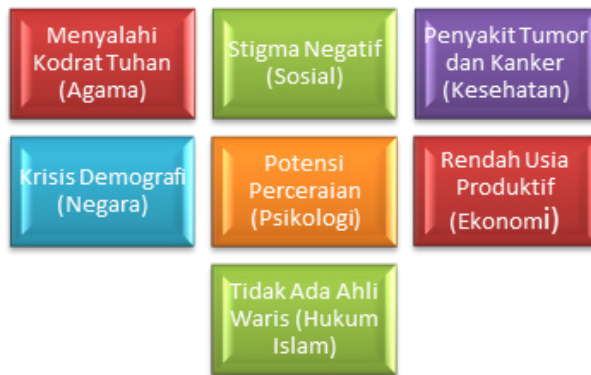 Menyalahi
Kodrat Tuhan
(Agama)
Stigma Negatif
(Sosial)
Penyakit Tumor
dan Kanker
(Kesehatan)
Krisis Demografi
(Negara)
Potensi
Perceraian
(Psikologi)
Rendah Usia
Produktif
(Ekonomi)
Tidak Ada Ahli
Waris (Hukum
Islam)